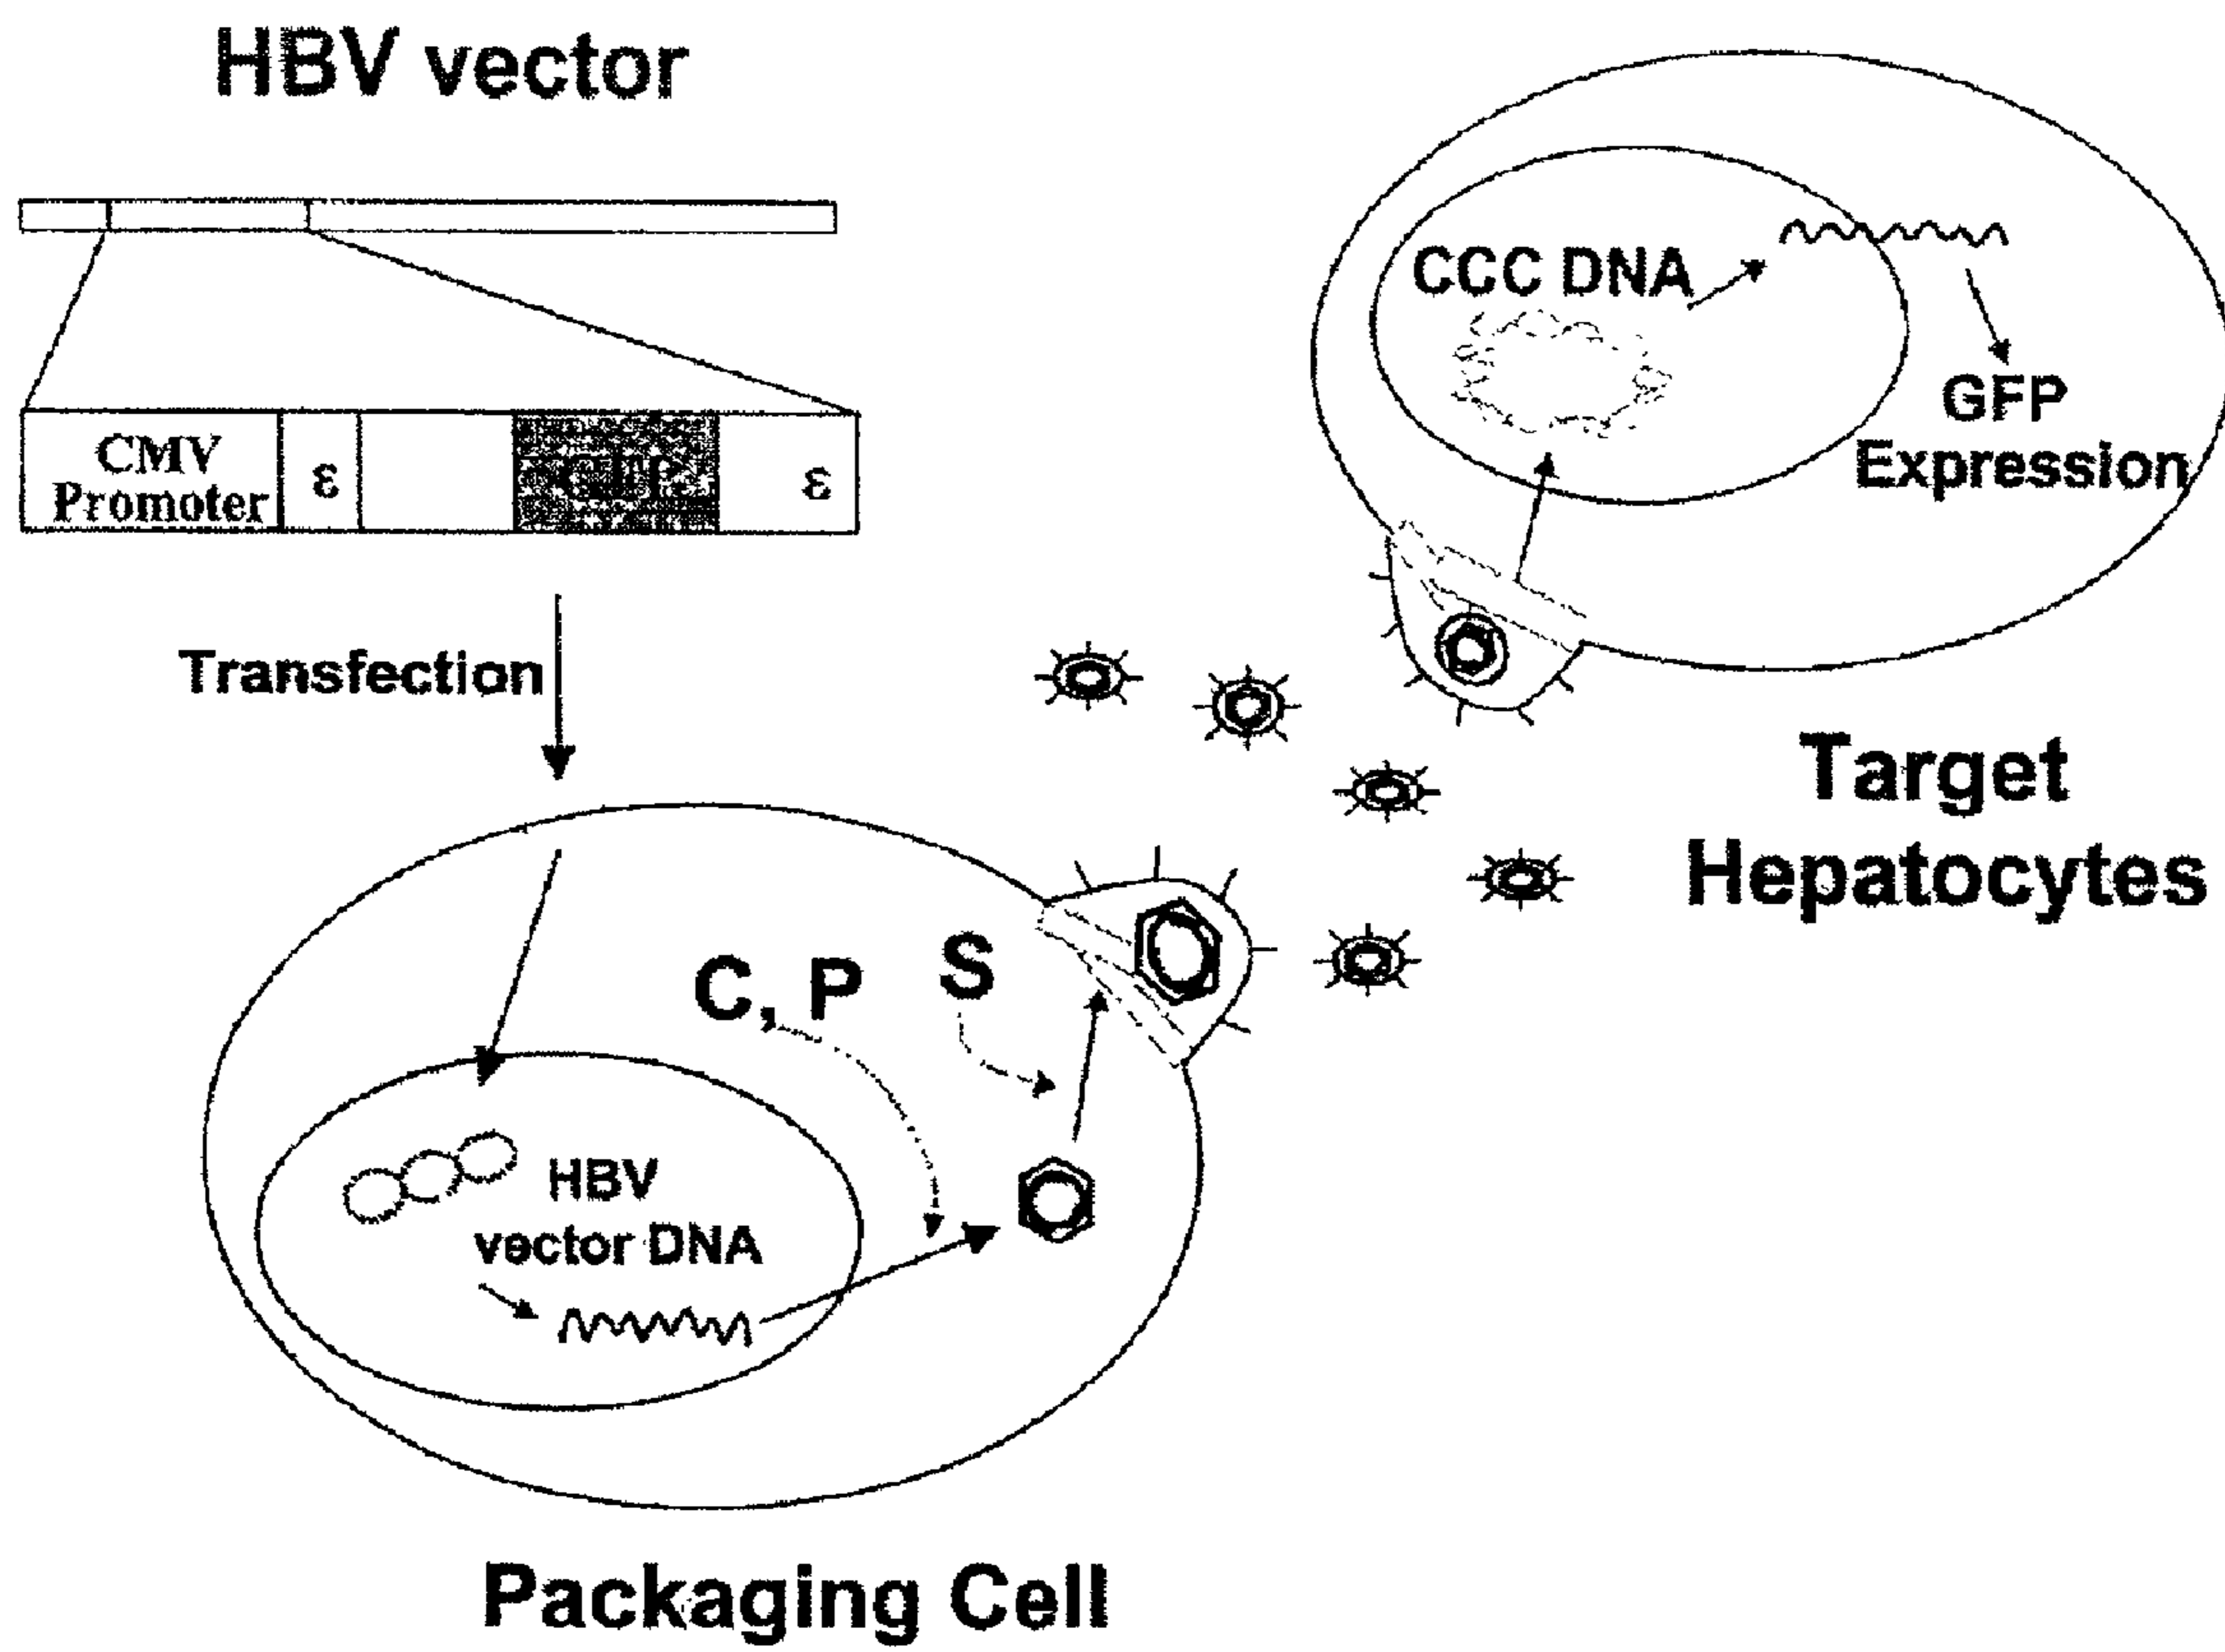 HBV vector
CMV
Promoter
ε
ε
Transfection
CCC DNA
GFP
Expression
Target
Hepatocytes
C, P
S
HBV
vector DNA
Packaging Cell